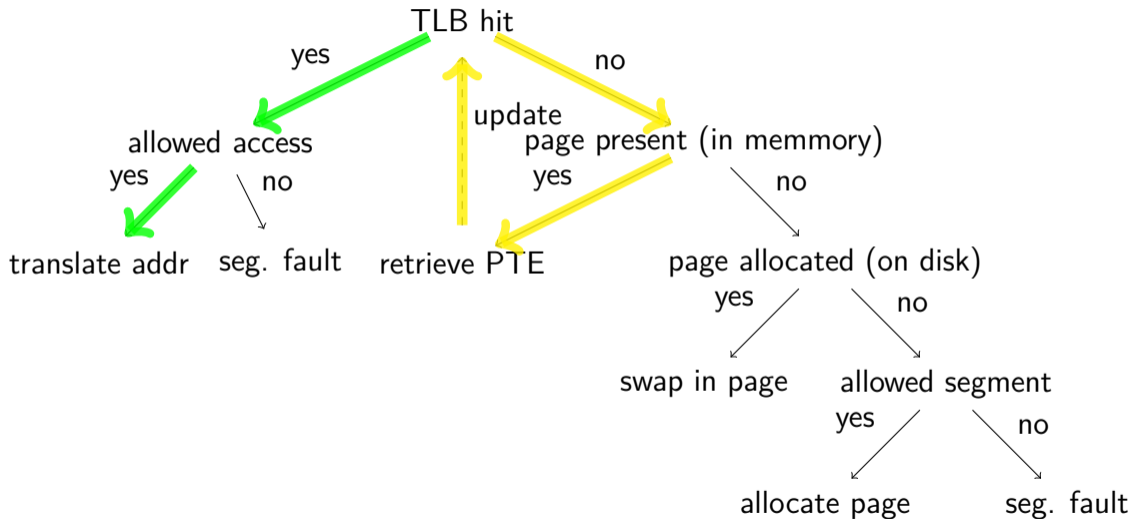 TLB hit
yes
no
update
allowed access
page present (in memmory)
yes
no
yes
no
translate addr
seg. fault
retrieve PTE
page allocated (on disk)
yes
no
swap in page
allowed segment
yes
no
allocate page
seg. fault